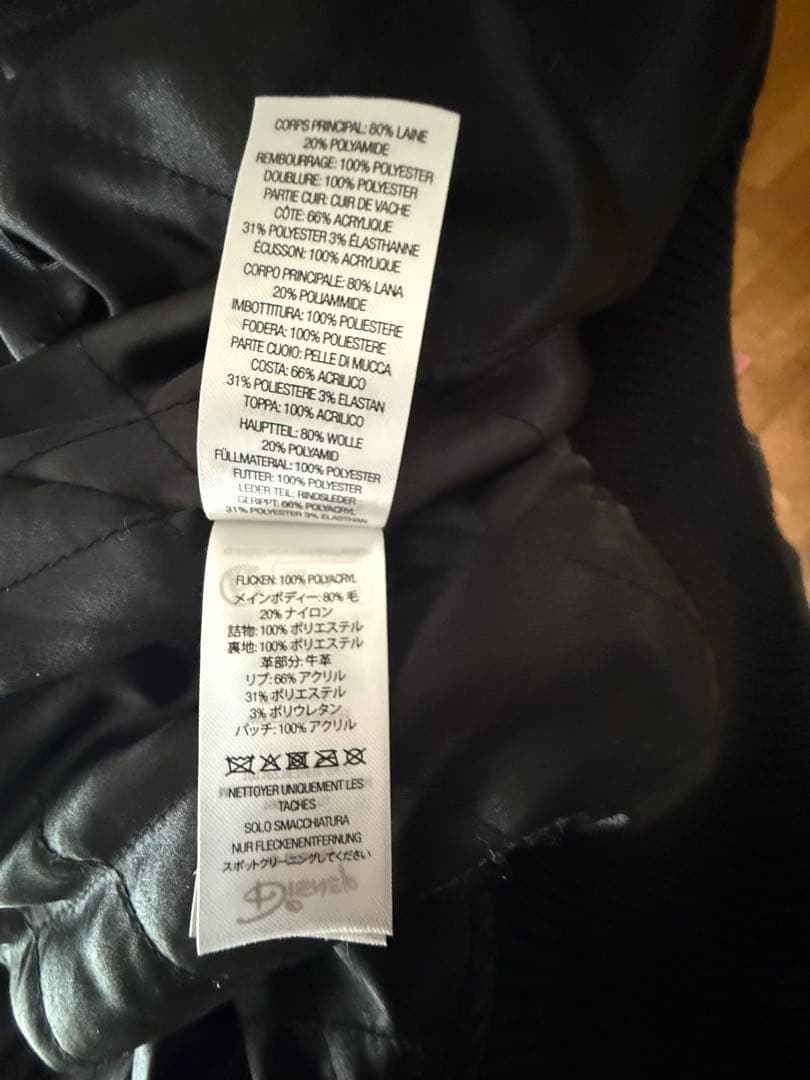 CORPS PRINCIPAL: 80% LAINE
20% POLYAMIDE
REMBOURRAGE: 100% POLYESTER
DOUBLURE: 100% POLYESTER
PARTIE CUIR: CUIR DE VACHE
CÔTE: 66% ACRYLIQUE
31% POLYESTER 3% ÉLASTHANNE
ÉCUSSON: 100% ACRYLIQUE
CORPO PRINCIPALE: 80% LANA
20% POLIAMMIDE
IMBOTTITURA: 100% POLIESTERE
FODERA: 100% POLIESTERE
PARTE CUOIO: PELLE DI MUCCA
COSTA: 66% ACRILICO
31% POLIESTERE 3% ELASTAN
TOPPA: 100% ACRILICO
HAUPTTEIL: 80% WOLLE
20% POLYAMID
FÜLLMATERIAL: 100% POLYESTER
FUTTER: 100% POLYESTER
LEDER TEIL: RINDSLEDER
GERIPPT: 66% POLYACRYL
31% POLYESTER 3% ELASTHAN
FLICKEN: 100% POLYACRYL
メインボディー: 80% 毛
20% ナイロン
詰物: 100% ポリエステル
裏地: 100% ポリエステル
革部分: 牛革
リブ: 66% アクリル
31% ポリエステル
3% ポリウレタン
パッチ: 100% アクリル
NETTOYER UNIQUEMENT LES
TACHES
SOLO SMACCHIATURA
NUR FLECKENENTFERNUNG
スポットクリーニングしてください
Disney